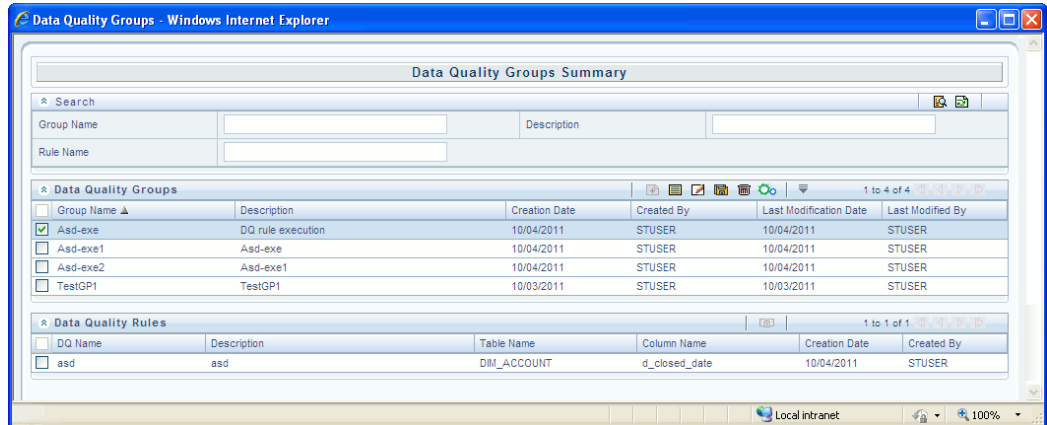 Data Quality Groups - Windows Internet Explorer
Data Quality Groups Summary
Search
Group Name Description
Rule Name
Data Quality Groups 1 to 4 of 4
Group Name Description Creation Date Created By Last Modification Date Last Modified By
Asd-exe DQ rule execution 10/04/2011 STUSER 10/04/2011 STUSER
Asd-exe1 Asd-exe 10/04/2011 STUSER 10/04/2011 STUSER
Asd-exe2 Asd-exe1 10/04/2011 STUSER 10/04/2011 STUSER
TestGP1 TestGP1 10/03/2011 STUSER 10/03/2011 STUSER
Data Quality Rules 1 to 1 of 1
DQ Name Description Table Name Column Name Creation Date Created By
asd asd DIM_ACCOUNT d_closed_date 10/04/2011 STUSER
Local intranet 100%